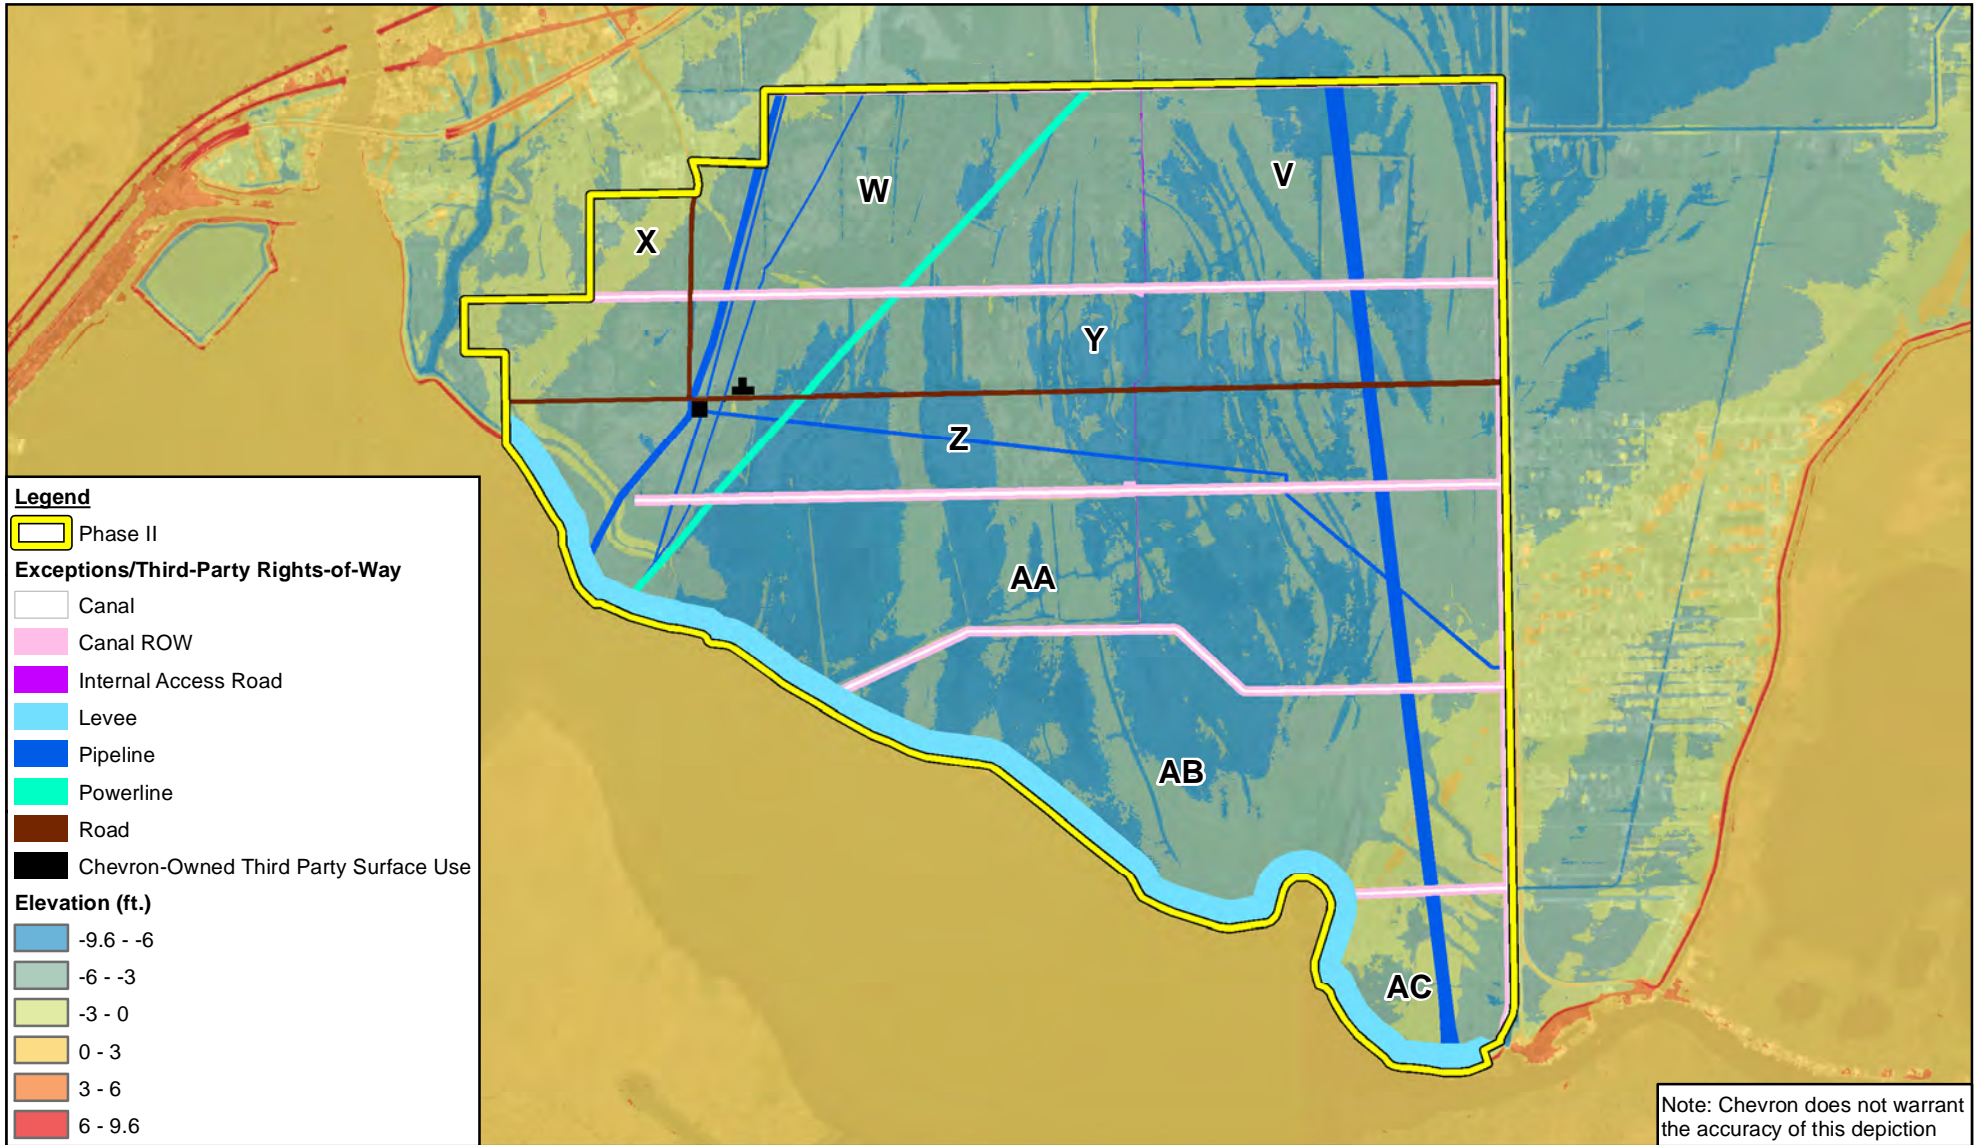 W
V
X
Y
Z
AA
AB
AC
Legend
Phase II
Exceptions/Third-Party Rights-of-Way
Canal
Canal ROW
Internal Access Road
Levee
Pipeline
Powerline
Road
Chevron-Owned Third Party Surface Use
Elevation (ft.)
-9.6 - -6
-6 - -3
-3 - 0
0 - 3
3 - 6
6 - 9.6
Note: Chevron does not warrant
the accuracy of this depiction